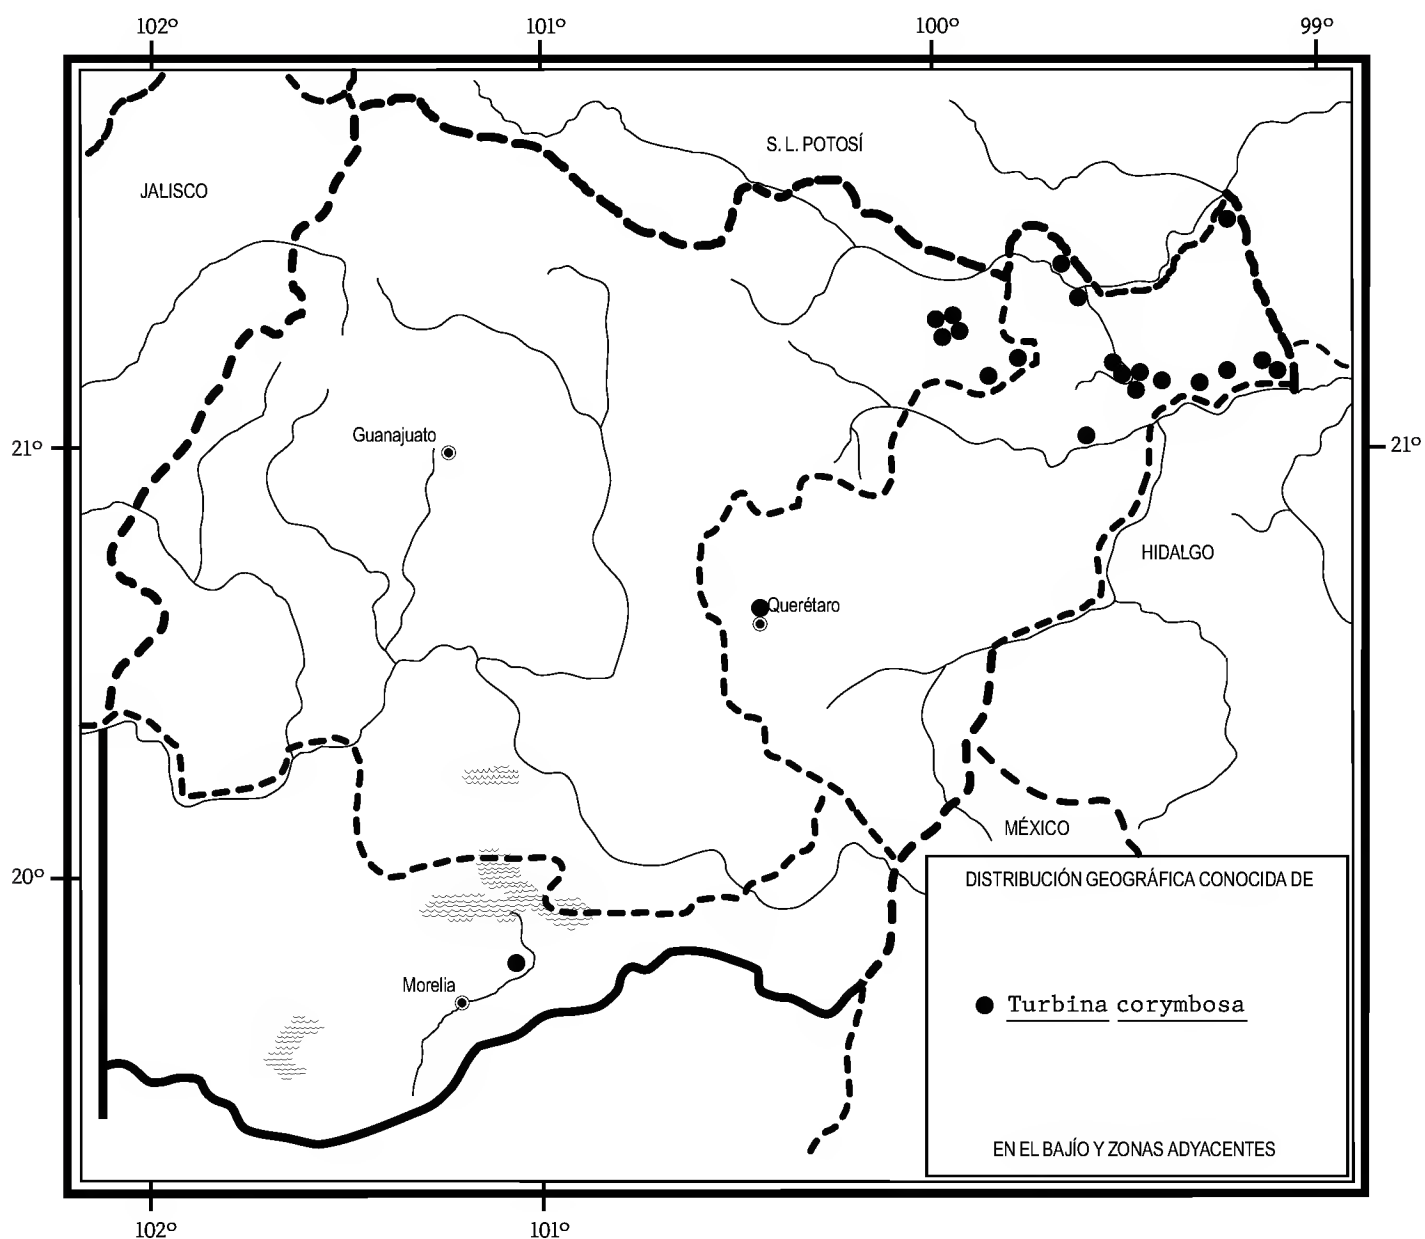 102º 101º 100º 99º
S. L. POTOSÍ
JALISCO
Guanajuato
21º
21º
HIDALGO
Querétaro
MÉXICO
20º
DISTRIBUCIÓN GEOGRÁFICA CONOCIDA DE
Morelia
Turbina corymbosa
EN EL BAJÍO Y ZONAS ADYACENTES
102º 101º